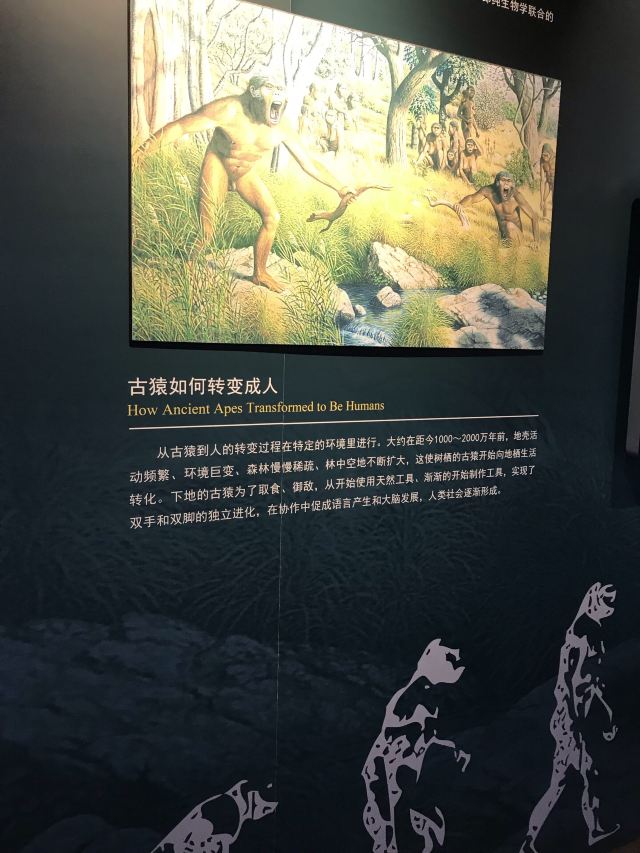 纯生物学联合的
古猿如何转变成人
How Ancient Apes Transformed to Be Humans
从古猿到人的转变过程在特定的环境里进行。大约在距今1000～2000万年前，地壳活
动频繁、环境巨变、森林慢慢稀疏、林中空地不断扩大，这使树栖的古猿开始向地栖生活
转化。下地的古猿为了取食、御敌，从开始使用天然工具、渐渐的开始制作工具，实现了
双手和双脚的独立进化，在协作中促成语言产生和大脑发展，人类社会逐渐形成。